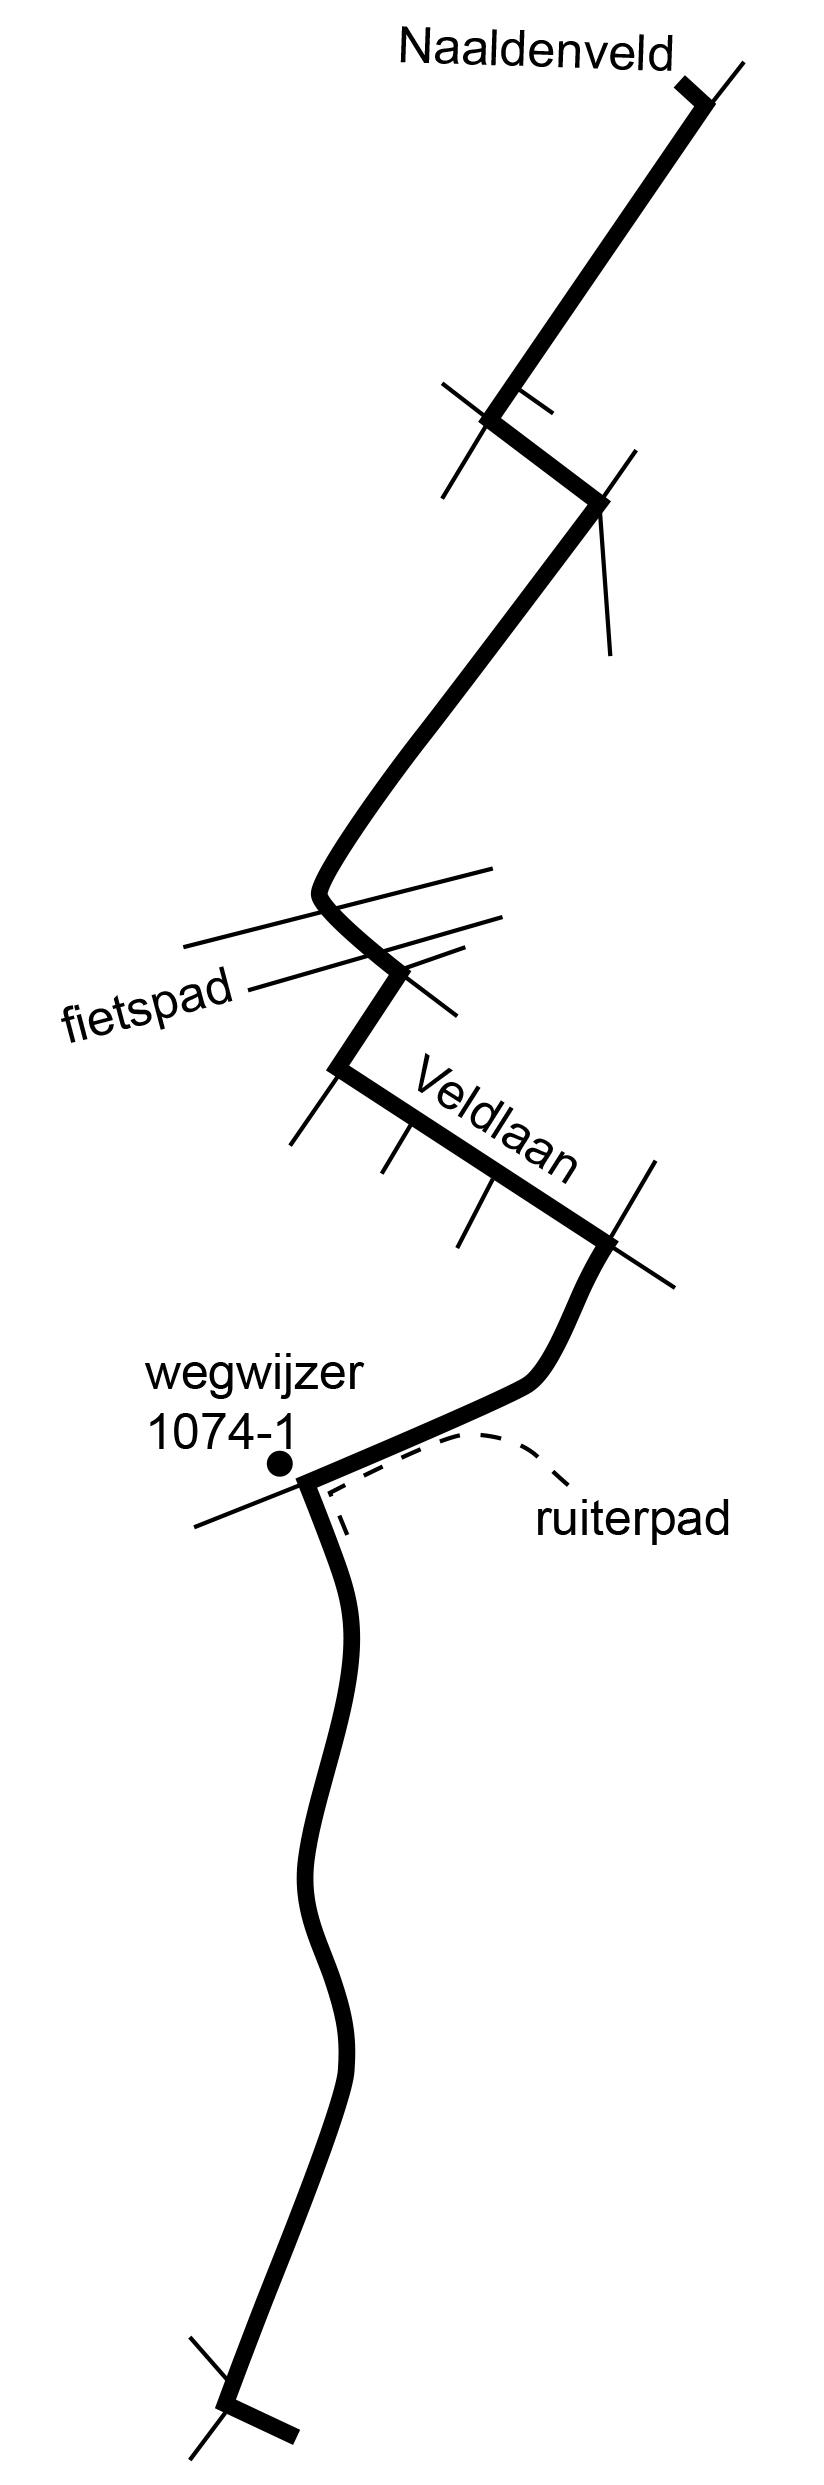 Naaldenveld
fietspad
Veldlaan
wegwijzer
1074-1
ruiterpad